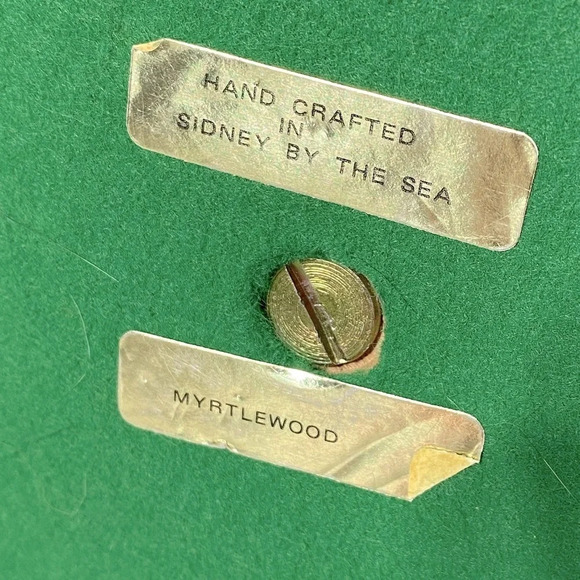 HAND CRAFTED
IN
SIDNEY BY THE SEA
MYRTLEWOOD